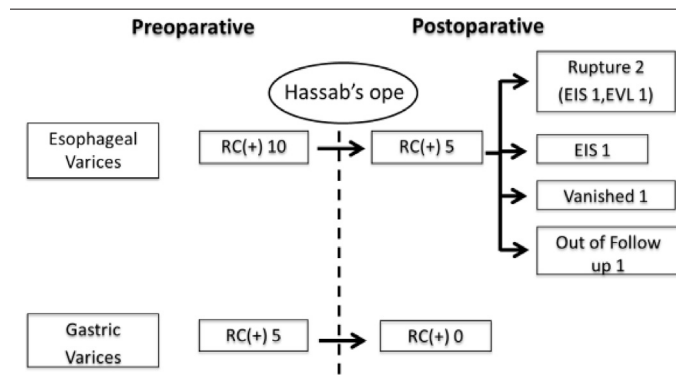 Preoparative
Postoparative
Hassab's ope
Rupture 2
(EIS 1,EVL 1)
Esophageal
Varices
RC(+) 10
RC(+) 5
EIS 1
Vanished 1
Out of Follow
up 1
Gastric
Varices
RC(+) 5
RC(+) 0